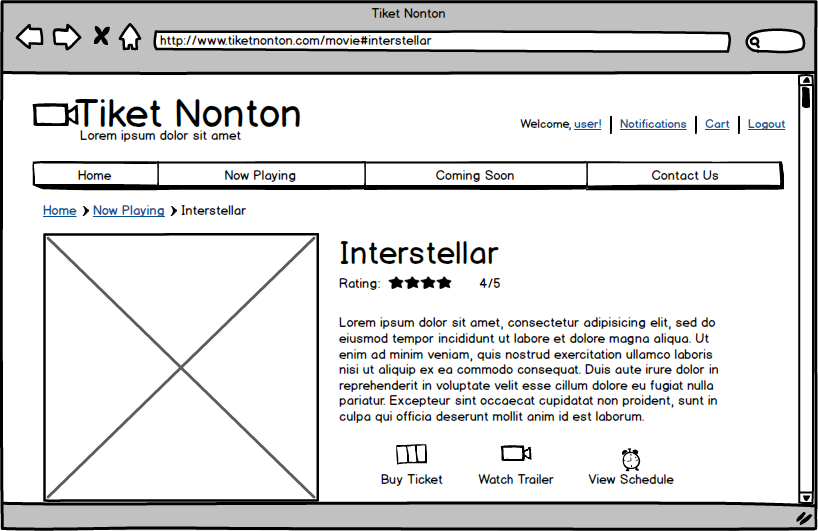 Tiket Nonton
http://www.tiketnonton.com/movie#interstellar
Tiket Nonton
Lorem ipsum dolor sit amet
Welcome, user! Notifications Cart Logout
Home Now Playing Coming Soon Contact Us
Home Now Playing Interstellar
Interstellar
Rating: 4/5
Lorem ipsum dolor sit amet, consectetur adipisicing elit, sed do
eiusmod tempor incididunt ut labore et dolore magna aliqua. Ut
enim ad minim veniam, quis nostrud exercitation ullamco laboris
nisi ut aliquip ex ea commodo consequat. Duis aute irure dolor in
reprehenderit in voluptate velit esse cillum dolore eu fugiat nulla
pariatur. Excepteur sint occaecat cupidatat non proident, sunt in
culpa qui officia deserunt mollit anim id est laborum.
Buy Ticket Watch Trailer View Schedule